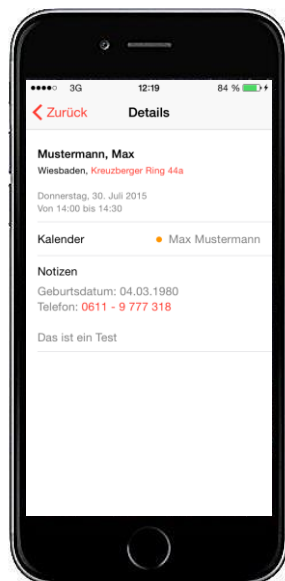 3G 12:19 84 %
Zurück Details
Mustermann, Max
Wiesbaden, Kreuzberger Ring 44a
Donnerstag, 30. Juli 2015
Von 14:00 bis 14:30
Kalender Max Mustermann
Notizen
Geburtsdatum: 04.03.1980
Telefon: 0611 - 9 777 318
Das ist ein Test